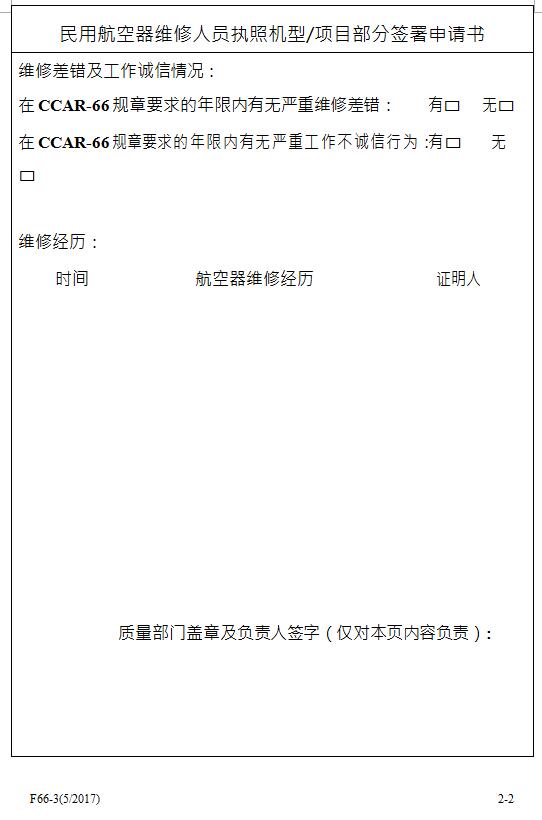 民用航空器维修人员执照机型/项目部分签署申请书
维修差错及工作诚信情况：
在 CCAR-66 规章要求的年限内有无严重维修差错： 有□ 无□
在 CCAR-66 规章要求的年限内有无严重工作不诚信行为：有□ 无
□
维修经历：
时间 航空器维修经历 证明人
质量部门盖章及负责人签字（仅对本页内容负责）:
F66-3(5/2017) 2-2